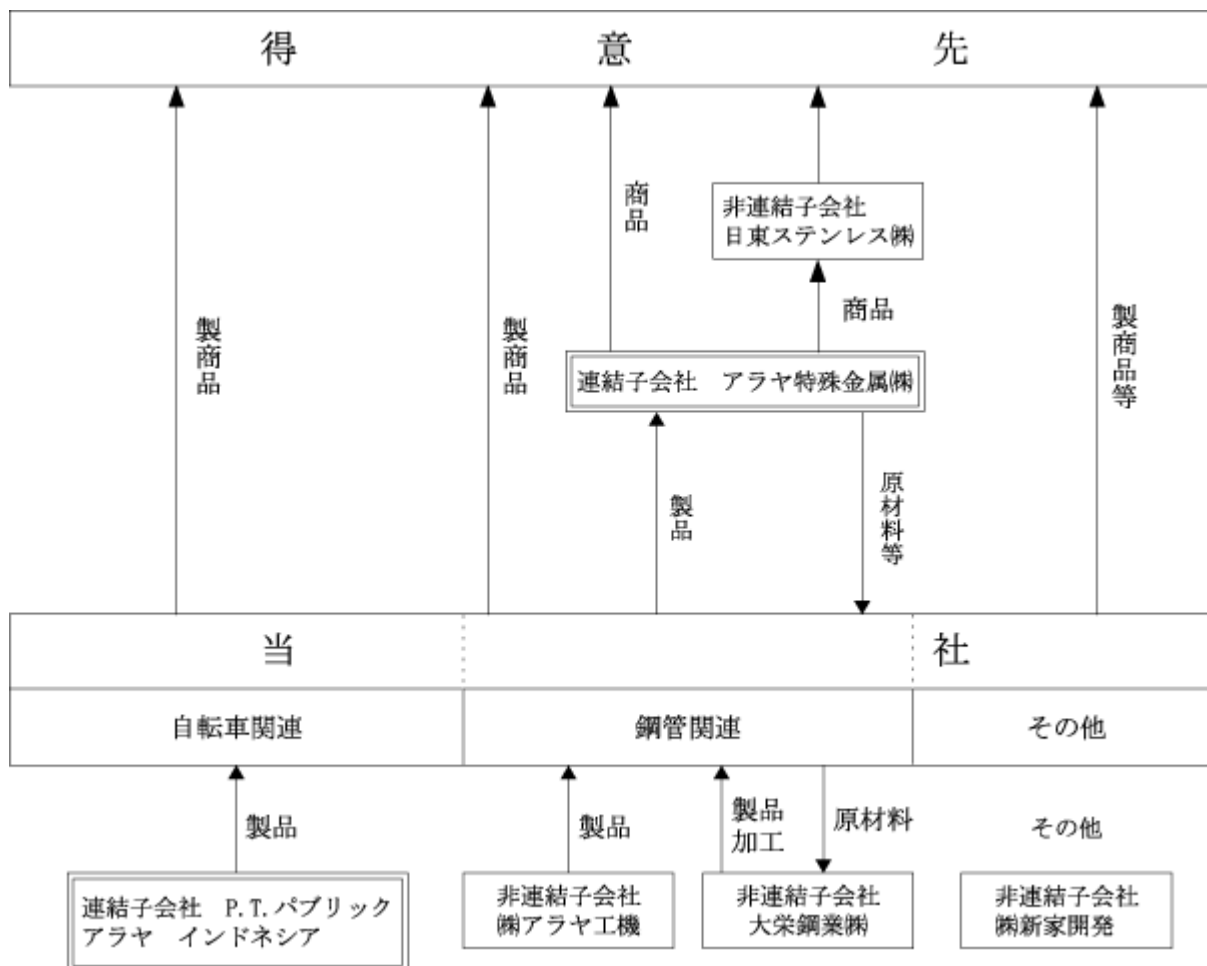 得意先
商品
非連結子会社
日東ステンレス㈱
製商品
製商品
商品
製商品等
連結子会社　アラヤ特殊金属㈱
製品
原材料等
当社
自転車関連
鋼管関連
その他
製品
製品
製品
加工
原材料
その他
連結子会社　P.T.パブリック
アラヤ　インドネシア
非連結子会社
㈱アラヤ工機
非連結子会社
大栄鋼業㈱
非連結子会社
㈱新家開発